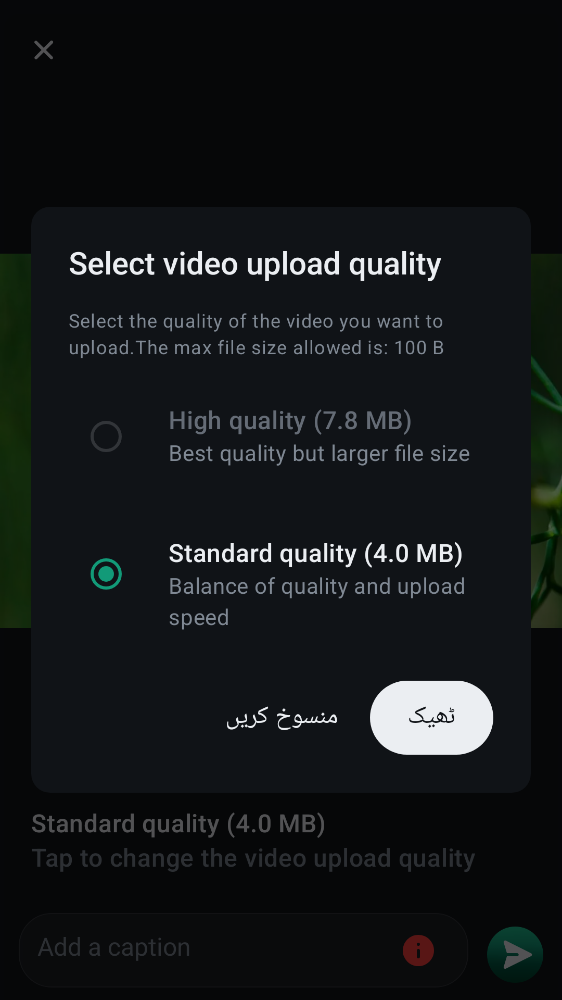 Select video upload quality
Select the quality of the video you want to
upload.The max file size allowed is: 100 B
High quality (7.8 MB)
Best quality but larger file size
Standard quality (4.0 MB)
Balance of quality and upload
speed
منسوخ کریں
ٹھیک
Standard quality (4.0 MB)
Tap to change the video upload quality
Add a caption